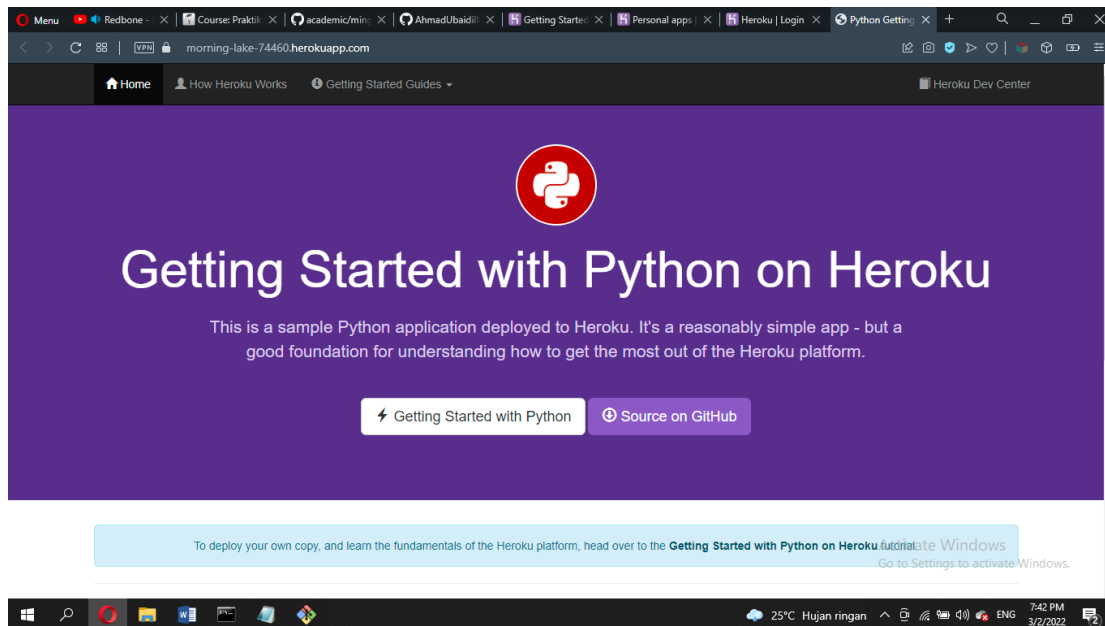 Menu
Redbone -
Course: Praktik
academic/ming
AhmadUbaidill
Getting Started
Personal apps |
Heroku | Login
Python Getting
VPN
morning-lake-74460.herokuapp.com
Home
How Heroku Works
Getting Started Guides
Heroku Dev Center
Getting Started with Python on Heroku
This is a sample Python application deployed to Heroku. It's a reasonably simple app - but a
good foundation for understanding how to get the most out of the Heroku platform.
Getting Started with Python
Source on GitHub
To deploy your own copy, and learn the fundamentals of the Heroku platform, head over to the Getting Started with Python on Heroku tutorial.
Activate Windows
Go to Settings to activate Windows.
25°C Hujan ringan
ENG
7:42 PM
3/2/2022
2